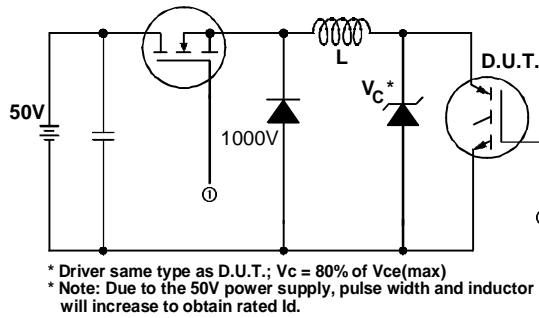 L
D.U.T.
VC*
50V
1000V
①
* Driver same type as D.U.T.; Vc = 80% of Vce(max)
* Note: Due to the 50V power supply, pulse width and inductor
will increase to obtain rated Id.